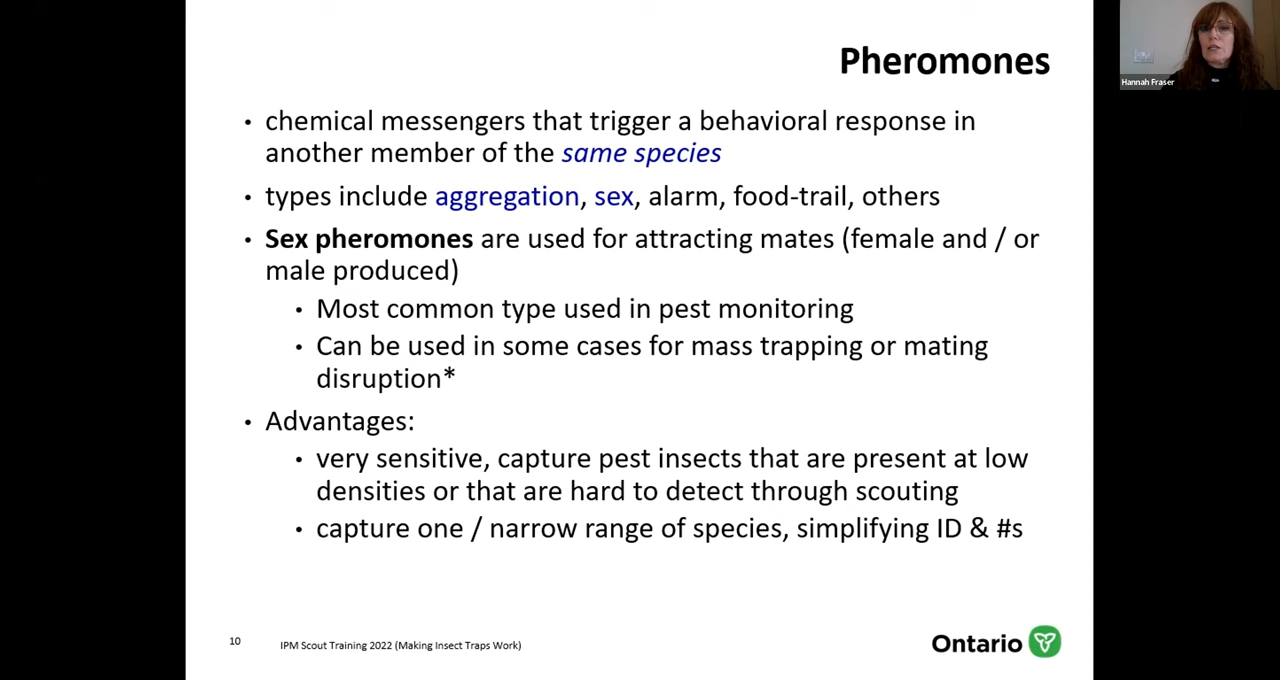 Pheromones
Hannah Fraser
• chemical messengers that trigger a behavioral response in
another member of the same species
• types include aggregation, sex, alarm, food-trail, others
• Sex pheromones are used for attracting mates (female and / or
male produced)
• Most common type used in pest monitoring
• Can be used in some cases for mass trapping or mating
disruption*
• Advantages:
• very sensitive, capture pest insects that are present at low
densities or that are hard to detect through scouting
• capture one / narrow range of species, simplifying ID & #s
10 IPM Scout Training 2022 (Making Insect Traps Work)
Ontario